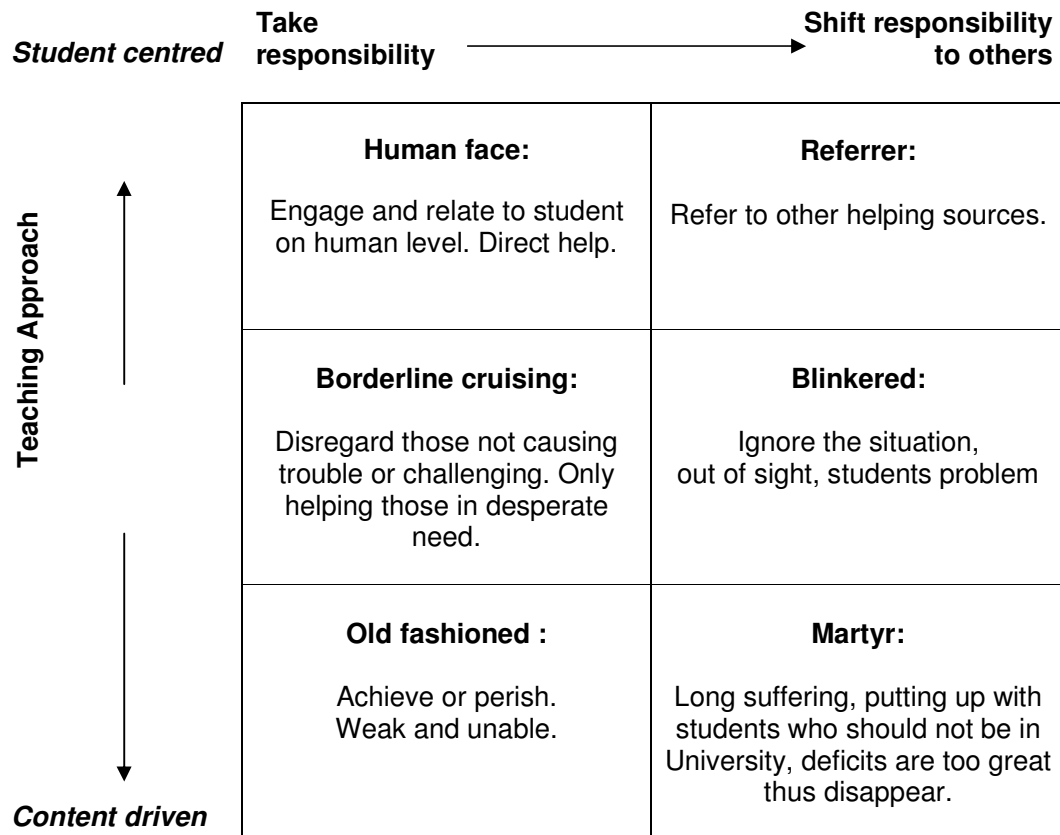 Student centred
Take
responsibility
Shift responsibility
to others
Teaching Approach
Human face:
Engage and relate to student
on human level. Direct help.
Referrer:
Refer to other helping sources.
Borderline cruising:
Disregard those not causing
trouble or challenging. Only
helping those in desperate
need.
Blinkered:
Ignore the situation,
out of sight, students problem
Old fashioned :
Achieve or perish.
Weak and unable.
Martyr:
Long suffering, putting up with
students who should not be in
University, deficits are too great
thus disappear.
Content driven